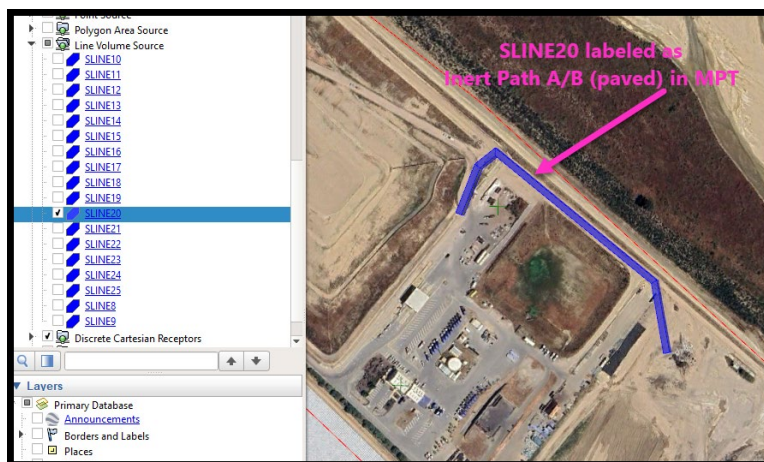 Point Source
Polygon Area Source
Line Volume Source
SLINE10
SLINE11
SLINE12
SLINE13
SLINE14
SLINE15
SLINE16
SLINE17
SLINE18
SLINE19
SLINE20
SLINE21
SLINE22
SLINE23
SLINE24
SLINE25
SLINE8
SLINE9
Discrete Cartesian Receptors
Layers
Primary Database
Announcements
Borders and Labels
Places
SLINE20 labeled as
Inert Path A/B (paved) in MPT